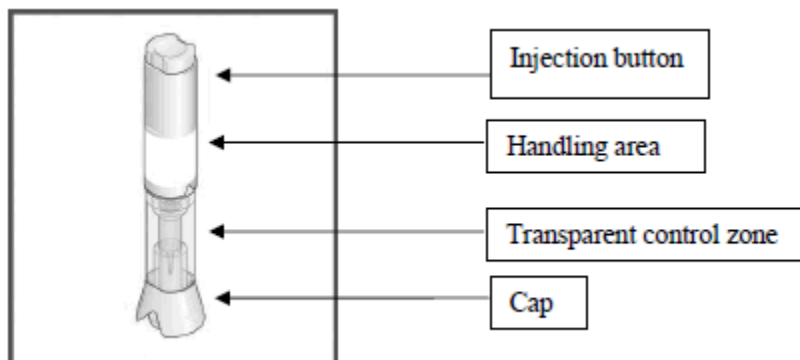 Injection button
Handling area
Transparent control zone
Cap